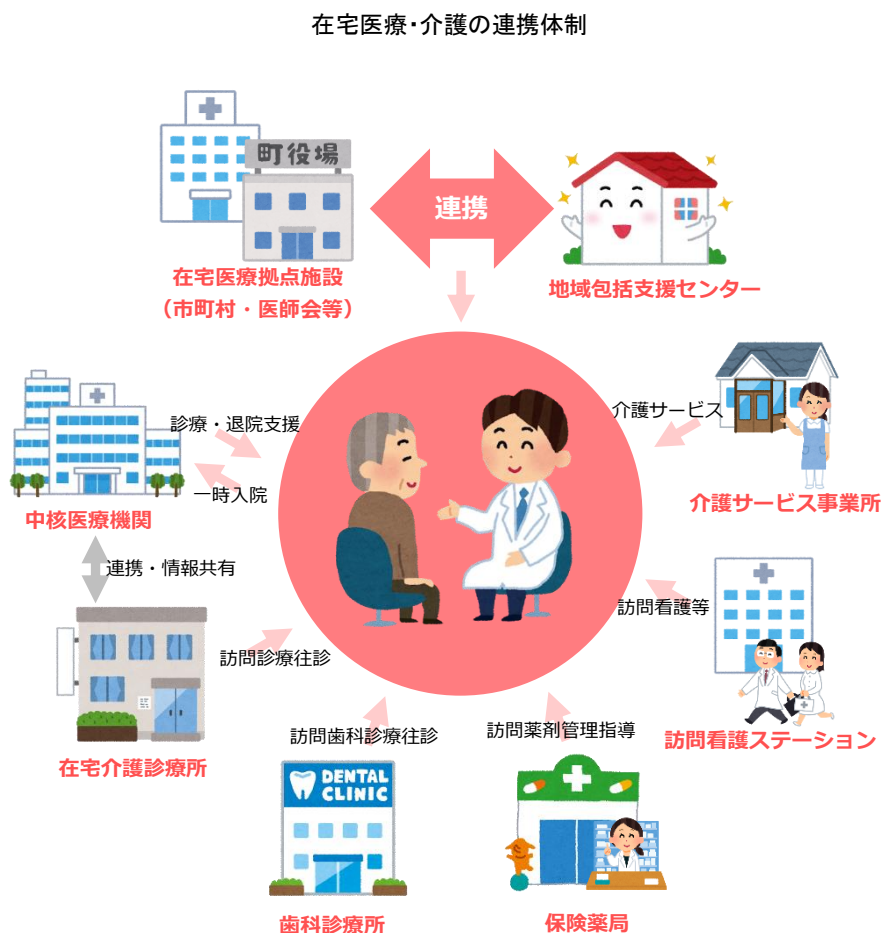 在宅医療・介護の連携体制
町役場
連携
在宅医療拠点施設
（市町村・医師会等）
地域包括支援センター
診療・退院支援
一時入院
中核医療機関
介護サービス
介護サービス事業所
連携・情報共有
訪問看護等
訪問診療往診
訪問歯科診療往診
訪問薬剤管理指導
訪問看護ステーション
在宅介護診療所
DENTAL
CLINIC
歯科診療所
保険薬局